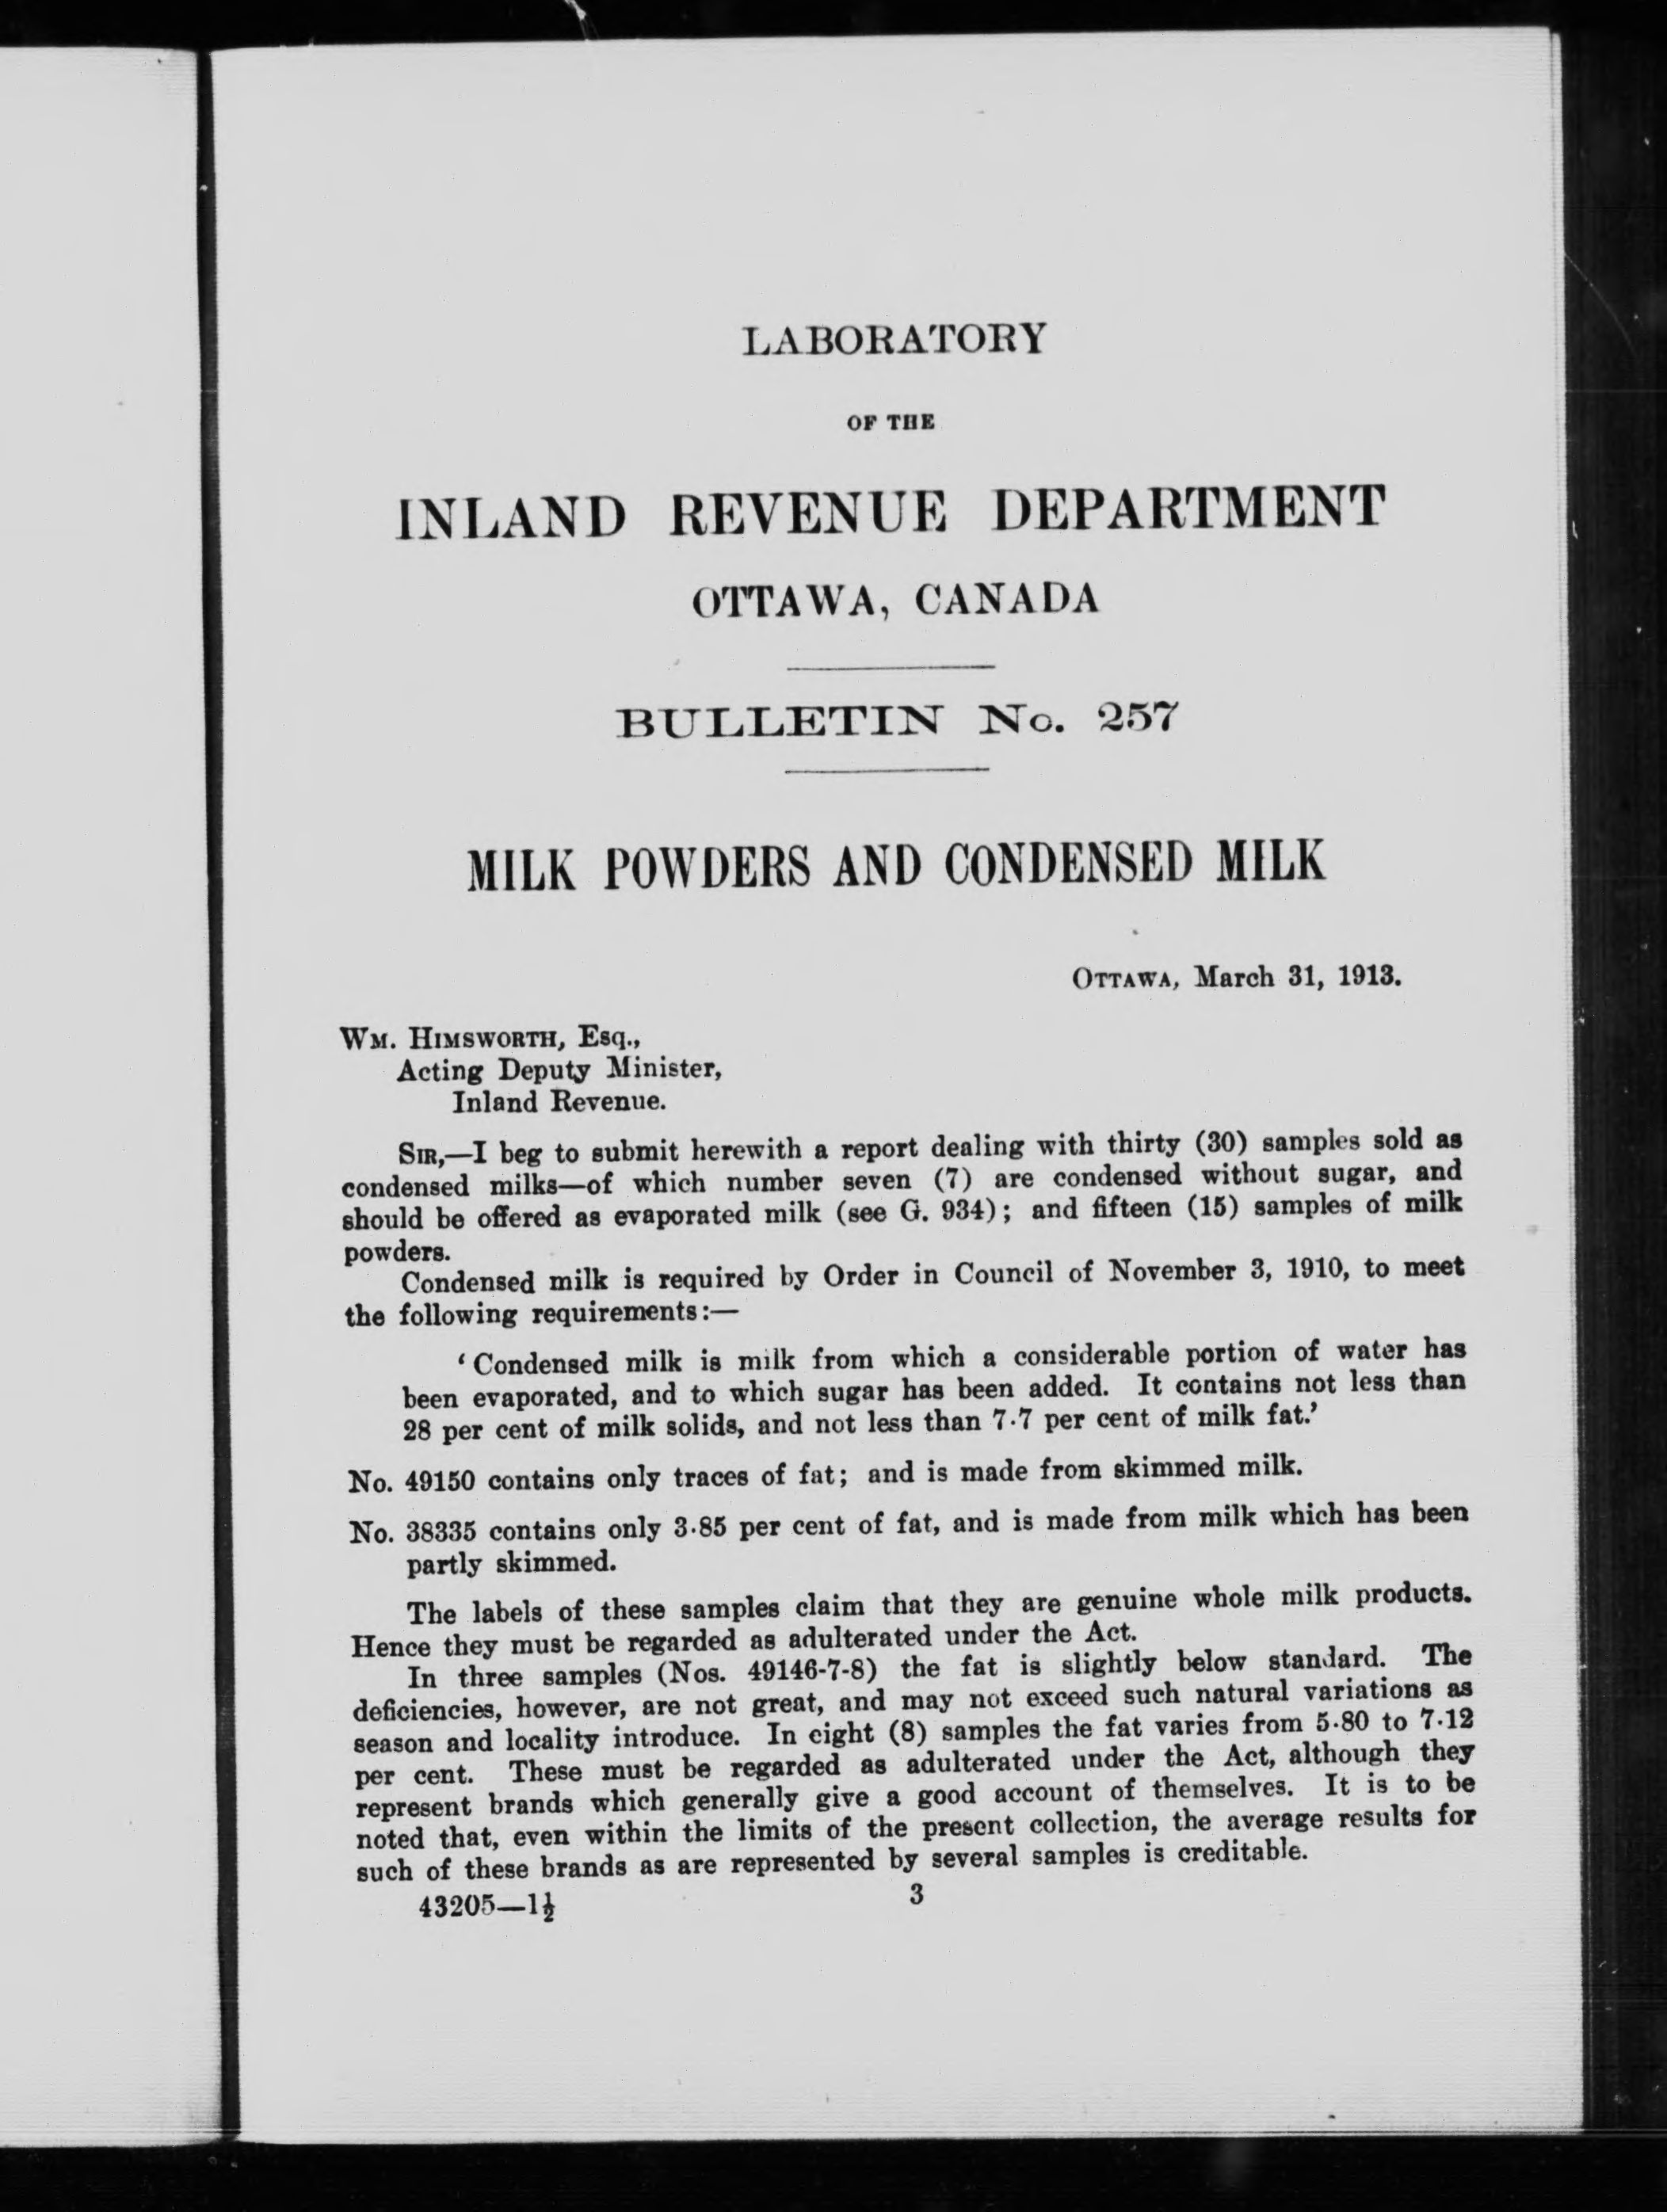 LABORATORY
OF THE
INLAND REVENUE DEPARTMENT
OTTAWA, CANADA
BULLETIN No. 257
MILK POWDERS AND CONDENSED MILK
OTTAWA, March 31, 1913.
WM. HIMSWORTH, Esq.,
Acting Deputy Minister,
Inland Revenue.
SIR,—I beg to submit herewith a report dealing with thirty (30) samples sold as
condensed milks—of which number seven (7) are condensed without sugar, and
should be offered as evaporated milk (see G. 934); and fifteen (15) samples of milk
powders.
Condensed milk is required by Order in Council of November 3, 1910, to meet
the following requirements:—
‘Condensed milk is milk from which a considerable portion of water has
been evaporated, and to which sugar has been added. It contains not less than
28 per cent of milk solids, and not less than 7·7 per cent of milk fat.’
No. 49150 contains only traces of fat; and is made from skimmed milk.
No. 38335 contains only 3·85 per cent of fat, and is made from milk which has been
partly skimmed.
The labels of these samples claim that they are genuine whole milk products.
Hence they must be regarded as adulterated under the Act.
In three samples (Nos. 49146-7-8) the fat is slightly below standard. The
deficiencies, however, are not great, and may not exceed such natural variations as
season and locality introduce. In eight (8) samples the fat varies from 5·80 to 7·12
per cent. These must be regarded as adulterated under the Act, although they
represent brands which generally give a good account of themselves. It is to be
noted that, even within the limits of the present collection, the average results for
such of these brands as are represented by several samples is creditable.
43205—1½
3